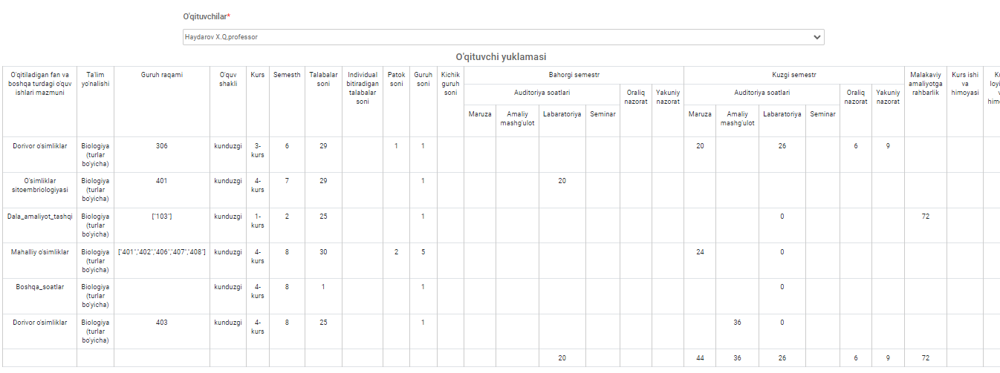 O'qituvchilar*
Haydarov X.Q,professor
O'qituvchi yuklamasi
O'qitiladigan fan va boshqa turdagi o'quv ishlari mazmuni
Ta'lim yo'nalishi
Guruh raqami
O'quv shakli
Kurs
Semesth
Talabalar soni
Individual bitiradigan talabalar soni
Patok soni
Guruh soni
Kichik guruh soni
Bahorgi semestr
Kuzgi semestr
Malakaviy amaliyotga rahbarlik
Kurs ishi va himoyasi
Auditoriya soatlari
Oraliq nazorat
Yakuniy nazorat
Auditoriya soatlari
Oraliq nazorat
Yakuniy nazorat
Maruza
Amaliy mashg'ulot
Labaratoriya
Seminar
Maruza
Amaliy mashg'ulot
Labaratoriya
Seminar
Dorivor o'simliklar Biologiya (turlar bo'yicha) 306 kunduzgi 3-kurs 6 29 1 1 20 26 6 9
O'simliklar sitoembriologiyasi Biologiya (turlar bo'yicha) 401 kunduzgi 4-kurs 7 29 1 20
Dala_amaliyot_tashqi Biologiya (turlar bo'yicha) ["103"] kunduzgi 1-kurs 2 25 1 0 72
Mahalliy o'simliklar Biologiya (turlar bo'yicha) ["401","402","406","407","408"] kunduzgi 4-kurs 8 30 2 5 24 0
Boshqa_soatlar Biologiya (turlar bo'yicha) kunduzgi 4-kurs 8 1 1 0
Dorivor o'simliklar Biologiya (turlar bo'yicha) 403 kunduzgi 4-kurs 8 25 1 36 0
20 44 36 26 6 9 72